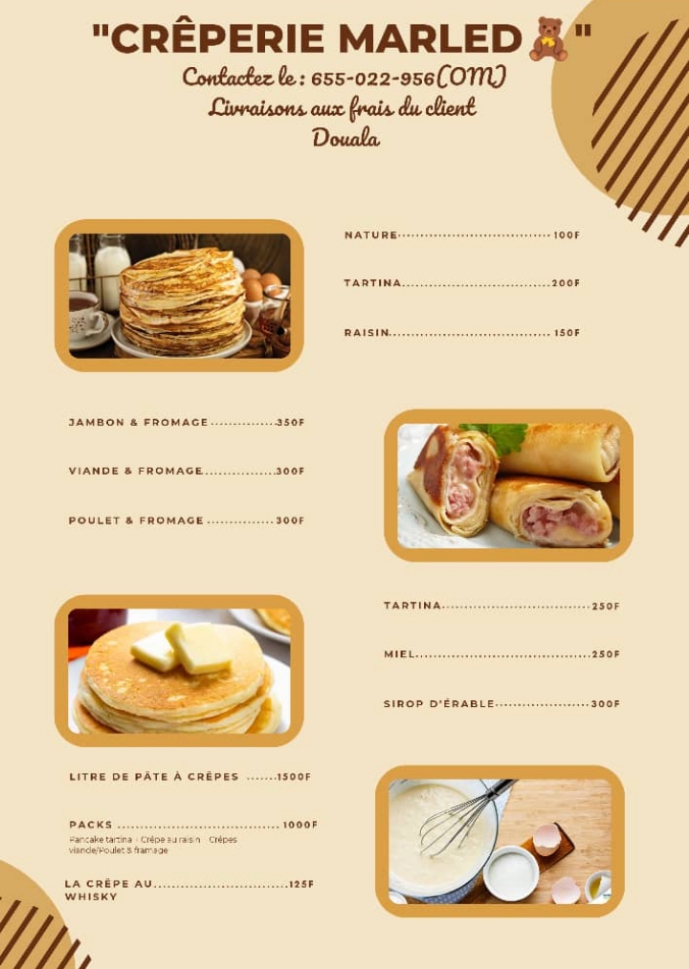 "CRÊPERIE MARLED🧸"
Contactez le : 655-022-956(OM)
Livraisons aux frais du client
Douala
NATURE................................100F
TARTINA................................200F
RAISIN..................................150F
JAMBON & FROMAGE..............350F
VIANDE & FROMAGE................300F
POULET & FROMAGE..............300F
TARTINA................................250F
MIEL......................................250F
SIROP D'ÉRABLE....................300F
LITRE DE PÂTE À CRÊPES .......1500F
PACKS ..................................1000F
Pancake tartina + Crêpe au raisin + Crêpes
viande/Poulet & framage
LA CRÊPE AU............................125F
WHISKY